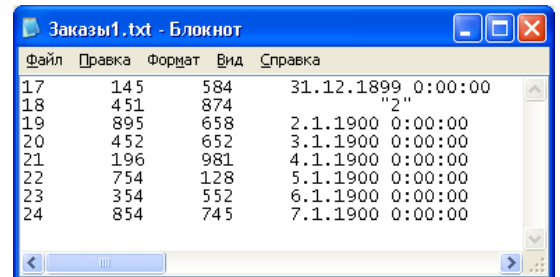 Заказы1.txt - Блокнот
Файл Правка Формат Вид Справка
17 145 584 31.12.1899 0:00:00
18 451 874 "2"
19 895 658 2.1.1900 0:00:00
20 452 652 3.1.1900 0:00:00
21 196 981 4.1.1900 0:00:00
22 754 128 5.1.1900 0:00:00
23 354 552 6.1.1900 0:00:00
24 854 745 7.1.1900 0:00:00